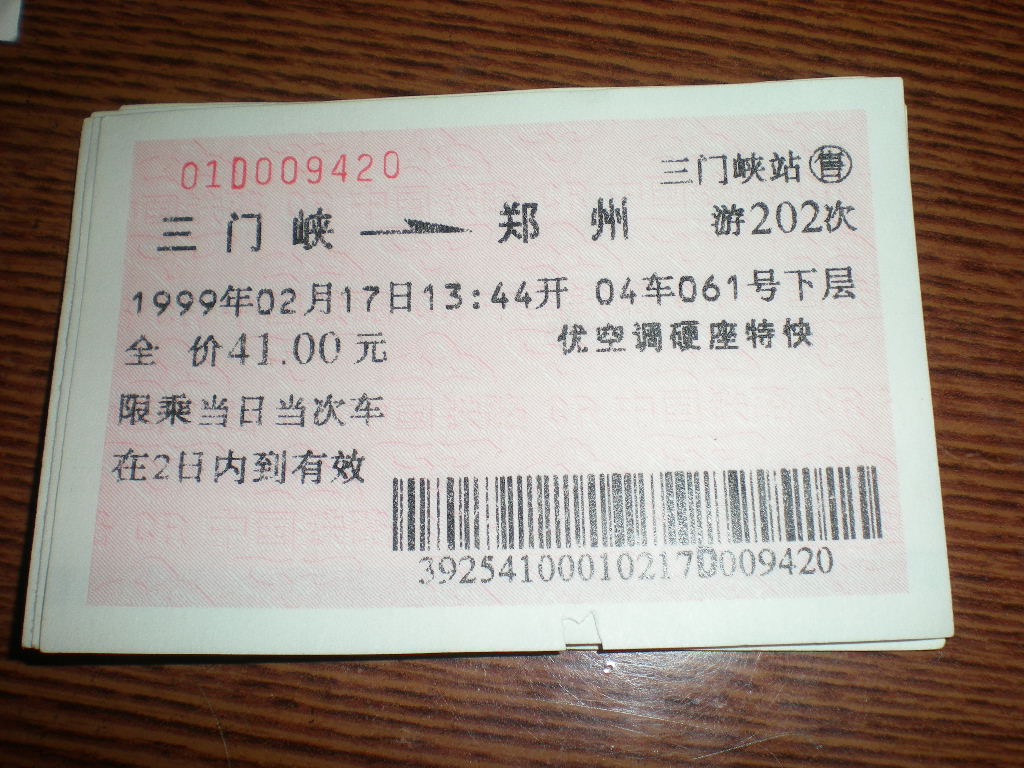 01D009420
三门峡站 售
三门峡 → 郑州 游202次
1999年02月17日13:44开 04车061号下层
全 价41.00元 优空调硬座特快
限乘当日当次车
在2日内到有效
39254100010217D009420